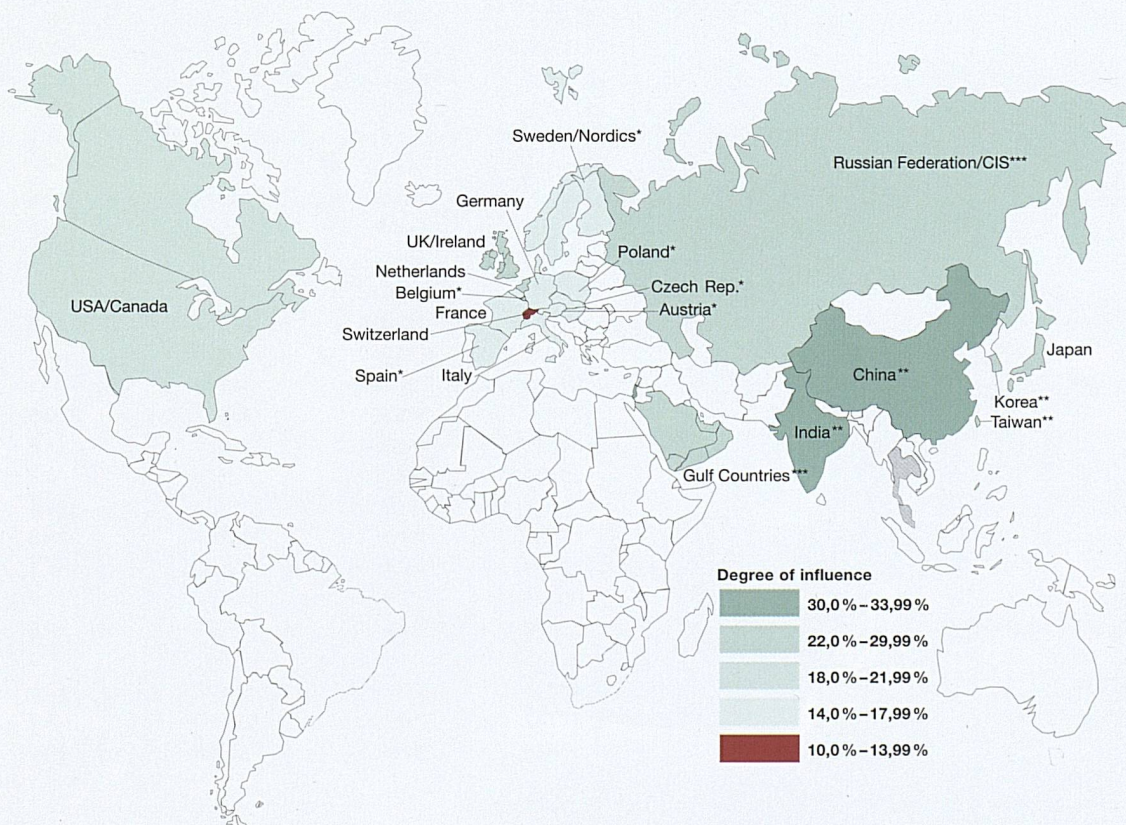 Sweden/Nordics*
Russian Federation/CIS***
Germany
UK/Ireland
Poland*
Netherlands
Czech Rep.*
Belgium*
USA/Canada
France
Austria*
Switzerland
Japan
Spain*
Italy
China**
Korea**
Taiwan**
India**
Gulf Countries***
Degree of influence
30,0 % – 33,99 %
22,0 % – 29,99 %
18,0 % – 21,99 %
14,0 % – 17,99 %
10,0 % – 13,99 %